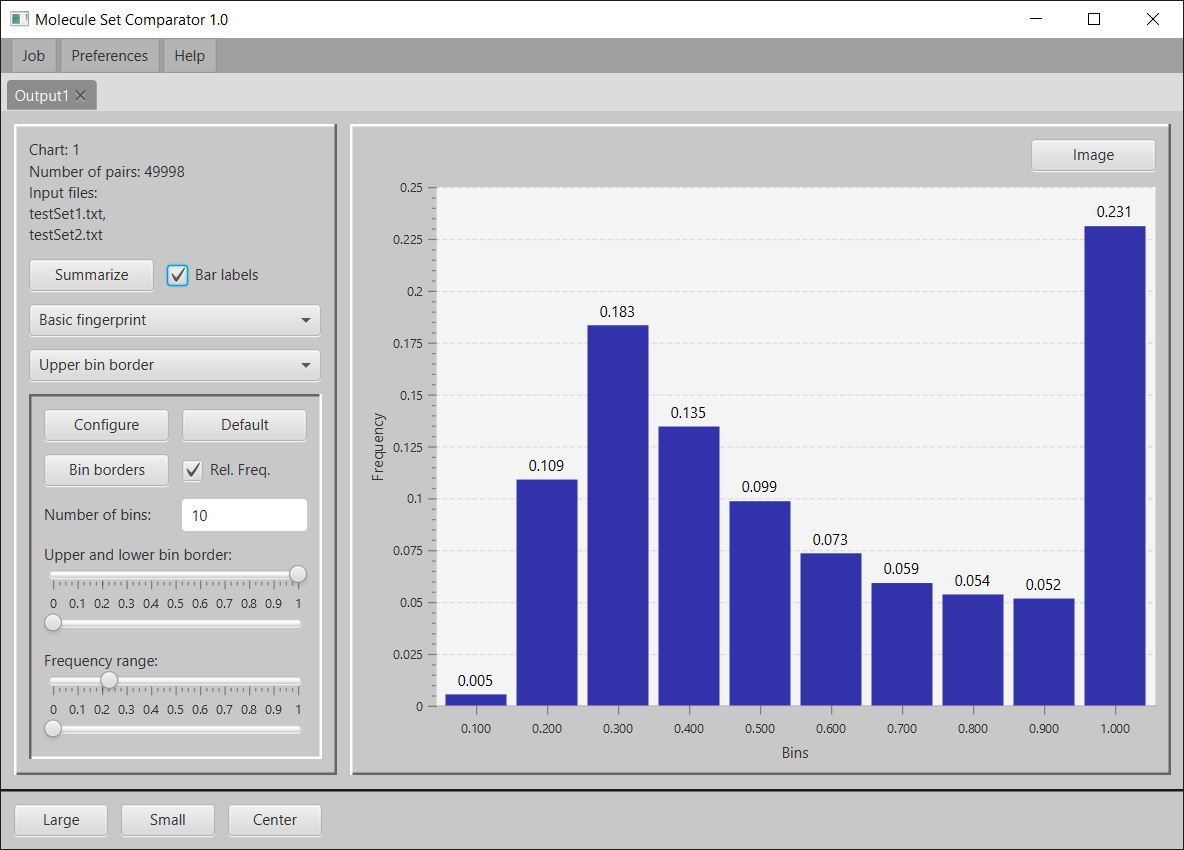 Molecule Set Comparator 1.0
Job Preferences Help
Output1
Chart: 1
Number of pairs: 49998
Input files:
testSet1.txt,
testSet2.txt
Summarize Bar labels
Basic fingerprint
Upper bin border
Configure Default
Bin borders Rel. Freq.
Number of bins: 10
Upper and lower bin border:
0 0.1 0.2 0.3 0.4 0.5 0.6 0.7 0.8 0.9 1
Frequency range:
0 0.1 0.2 0.3 0.4 0.5 0.6 0.7 0.8 0.9 1
Image
Frequency
0.25
0.225
0.2
0.175
0.15
0.125
0.1
0.075
0.05
0.025
0
0.005 0.109 0.183 0.135 0.099 0.073 0.059 0.054 0.052 0.231
0.100 0.200 0.300 0.400 0.500 0.600 0.700 0.800 0.900 1.000
Bins
Large Small Center